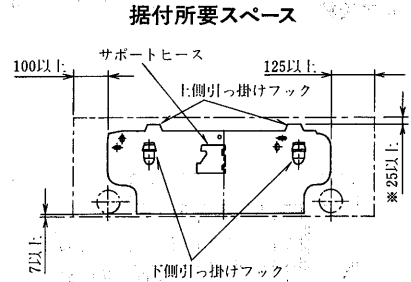 据付所要スペース
サポートピース
100以上
125以上
上側引っ掛けフック
※25以上
7以上
下側引っ掛けフック